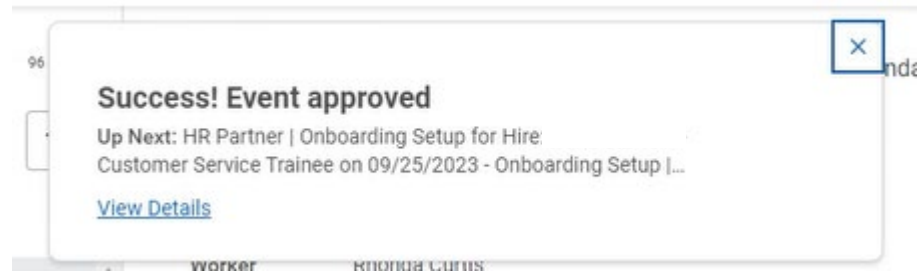 96
nda
Success! Event approved
Up Next: HR Partner | Onboarding Setup for Hire:
Customer Service Trainee on 09/25/2023 - Onboarding Setup |...
View Details
Worker Rhonda Curtis